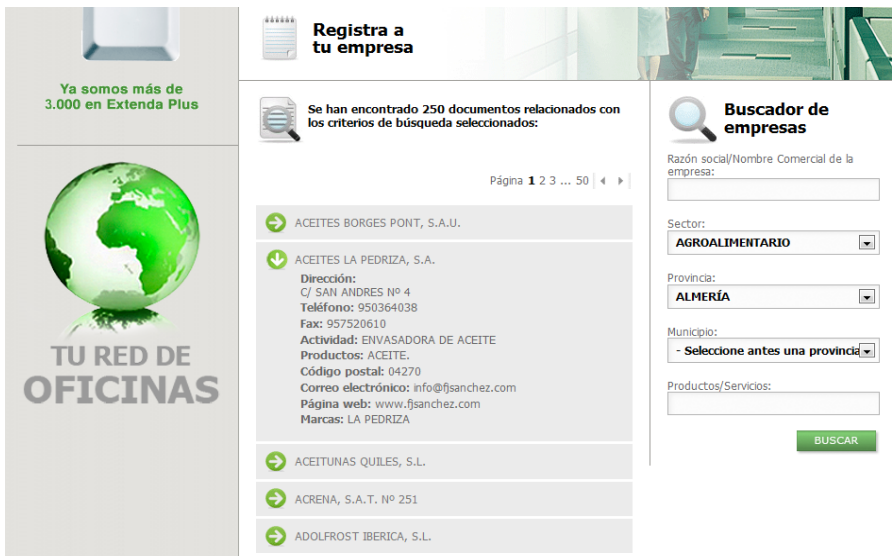 Ya somos más de
3.000 en Extenda Plus
TU RED DE
OFICINAS
Registra a
tu empresa
Se han encontrado 250 documentos relacionados con
los criterios de búsqueda seleccionados:
Página 1 2 3 ... 50
ACEITES BORGES PONT, S.A.U.
ACEITES LA PEDRIZA, S.A.
Dirección:
C/ SAN ANDRES Nº 4
Teléfono: 950364038
Fax: 957520610
Actividad: ENVASADORA DE ACEITE
Productos: ACEITE.
Código postal: 04270
Correo electrónico: info@fjsanchez.com
Página web: www.fjsanchez.com
Marcas: LA PEDRIZA
ACEITUNAS QUILES, S.L.
ACRENA, S.A.T. Nº 251
ADOLFROST IBERICA, S.L.
Buscador de
empresas
Razón social/Nombre Comercial de la
empresa:
Sector:
AGROALIMENTARIO
Provincia:
ALMERÍA
Municipio:
- Seleccione antes una provincia
Productos/Servicios:
BUSCAR